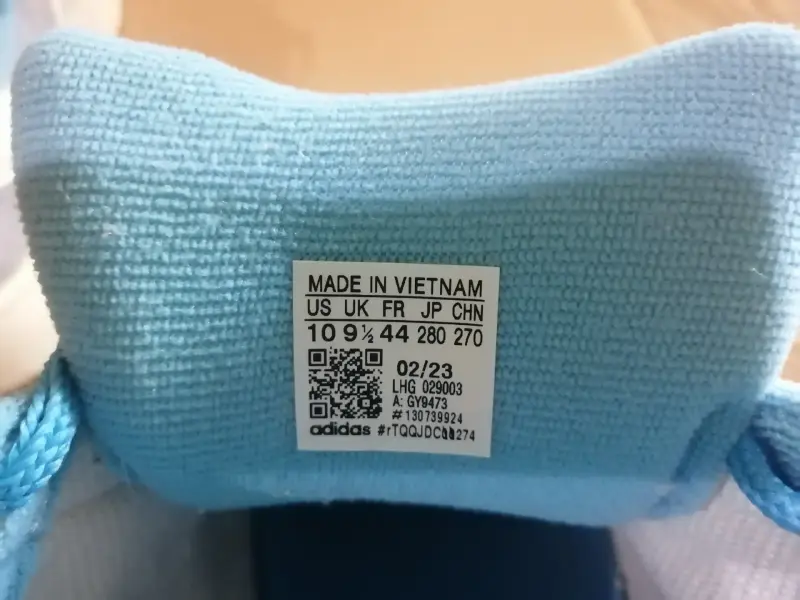 MADE IN VIETNAM
US UK FR JP CHN
10 9½ 44 280 270
02/23
LHG 029003
A: GY9473
#130739924
adidas